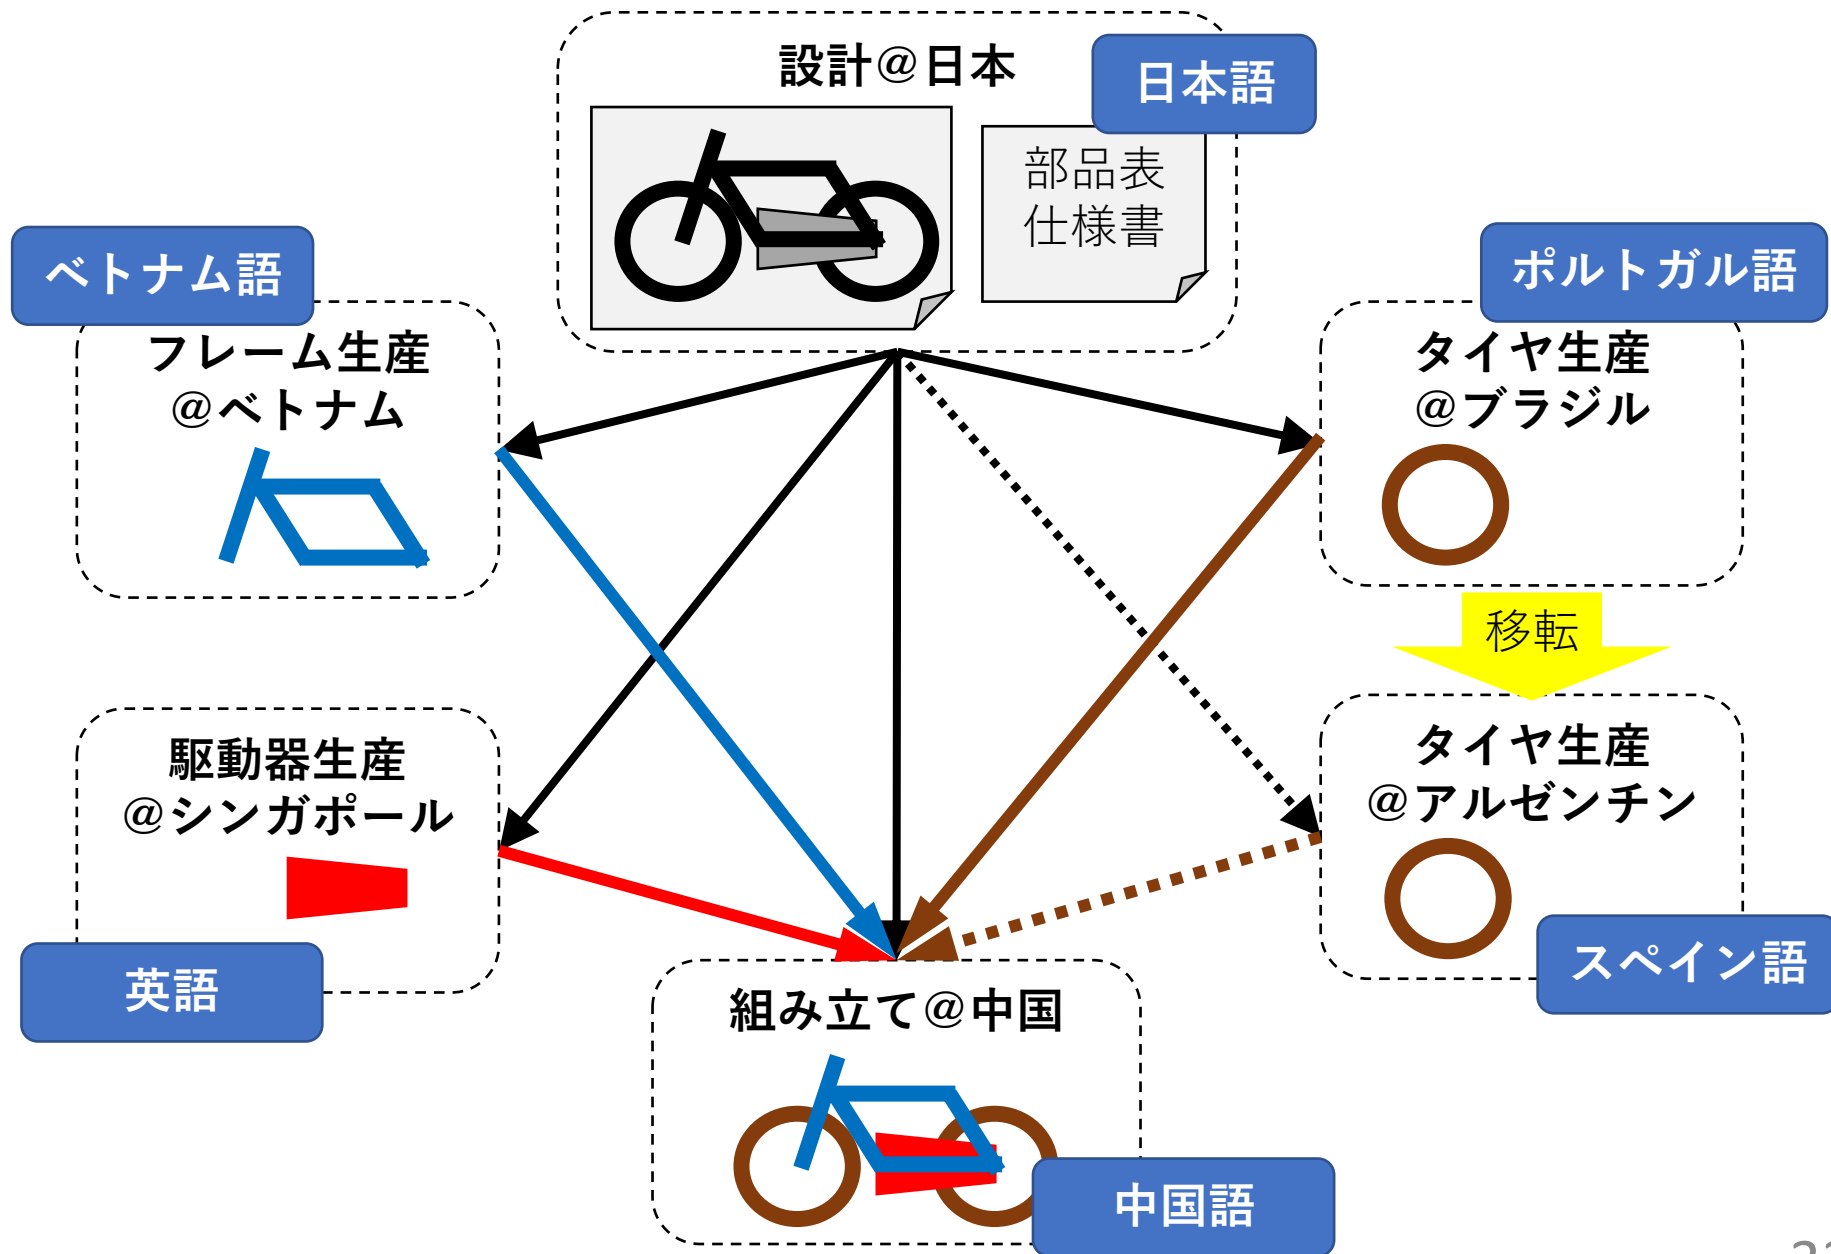 設計@日本
日本語
部品表
仕様書
ベトナム語
フレーム生産
@ベトナム
ポルトガル語
タイヤ生産
@ブラジル
移転
駆動器生産
@シンガポール
英語
タイヤ生産
@アルゼンチン
スペイン語
組み立て@中国
中国語